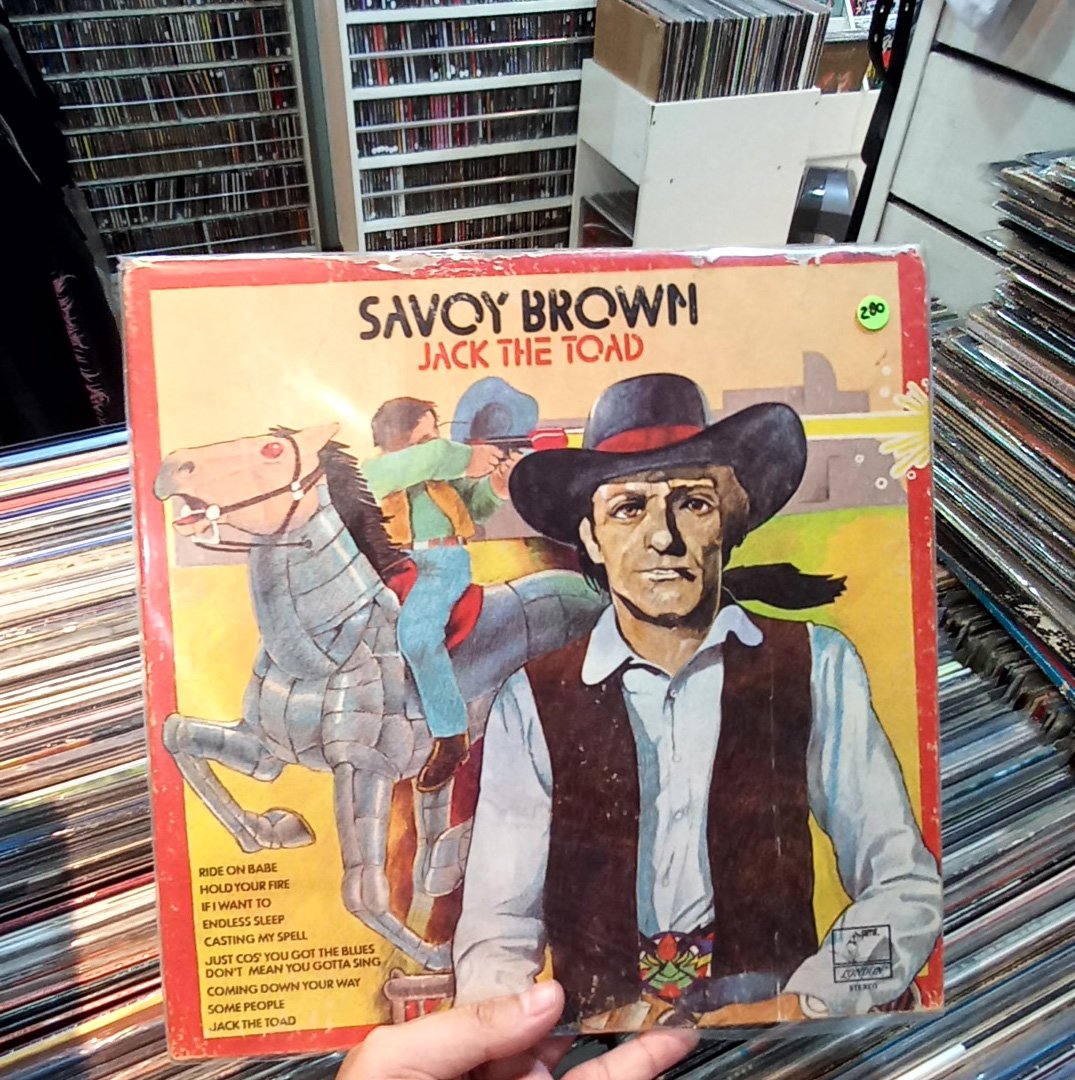 SAVOY BROWN
JACK THE TOAD
280
RIDE ON BABE
HOLD YOUR FIRE
IF I WANT TO
ENDLESS SLEEP
CASTING MY SPELL
JUST COS' YOU GOT THE BLUES
DON'T MEAN YOU GOTTA SING
COMING DOWN YOUR WAY
SOME PEOPLE
JACK THE TOAD
LONDON
STEREO